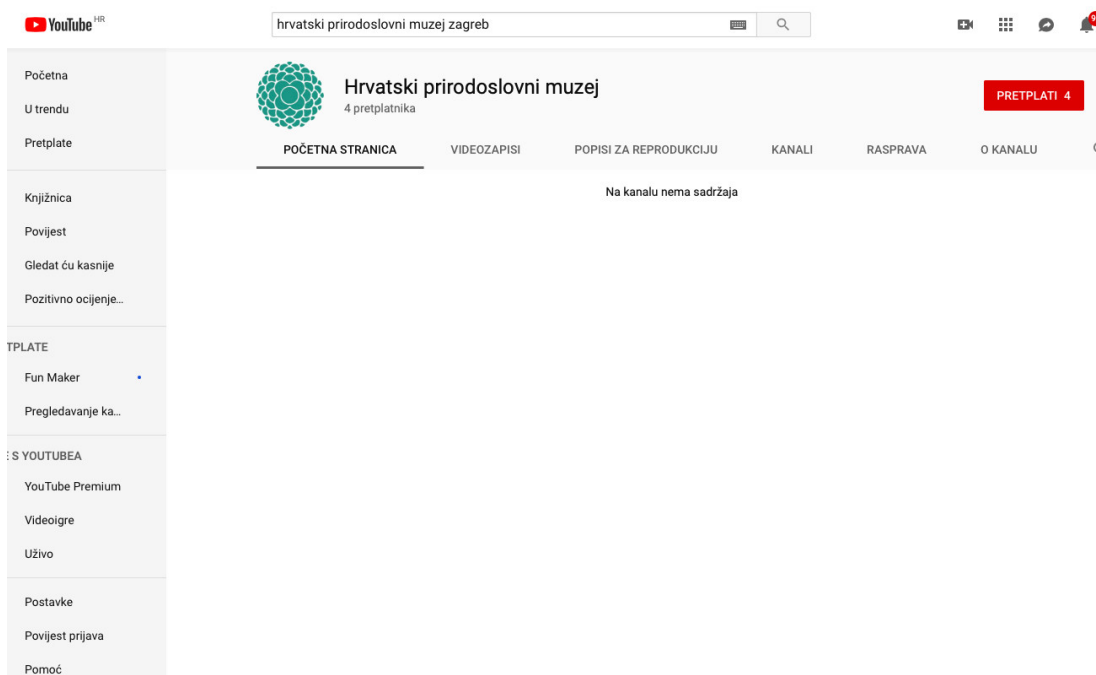 YouTube HR
hrvatski prirodoslovni muzej zagreb
9
Početna
U trendu
Pretplate
Knjižnica
Povijest
Gledat ću kasnije
Pozitivno ocijenje...
TPLATE
Fun Maker
Pregledavanje ka...
E S YOUTUBEA
YouTube Premium
Videoigre
Uživo
Postavke
Povijest prijava
Pomoć
Hrvatski prirodoslovni muzej
4 pretplatnika
PRETPLATI 4
POČETNA STRANICA VIDEOZAPISI POPISI ZA REPRODUKCIJU KANALI RASPRAVA O KANALU
Na kanalu nema sadržaja